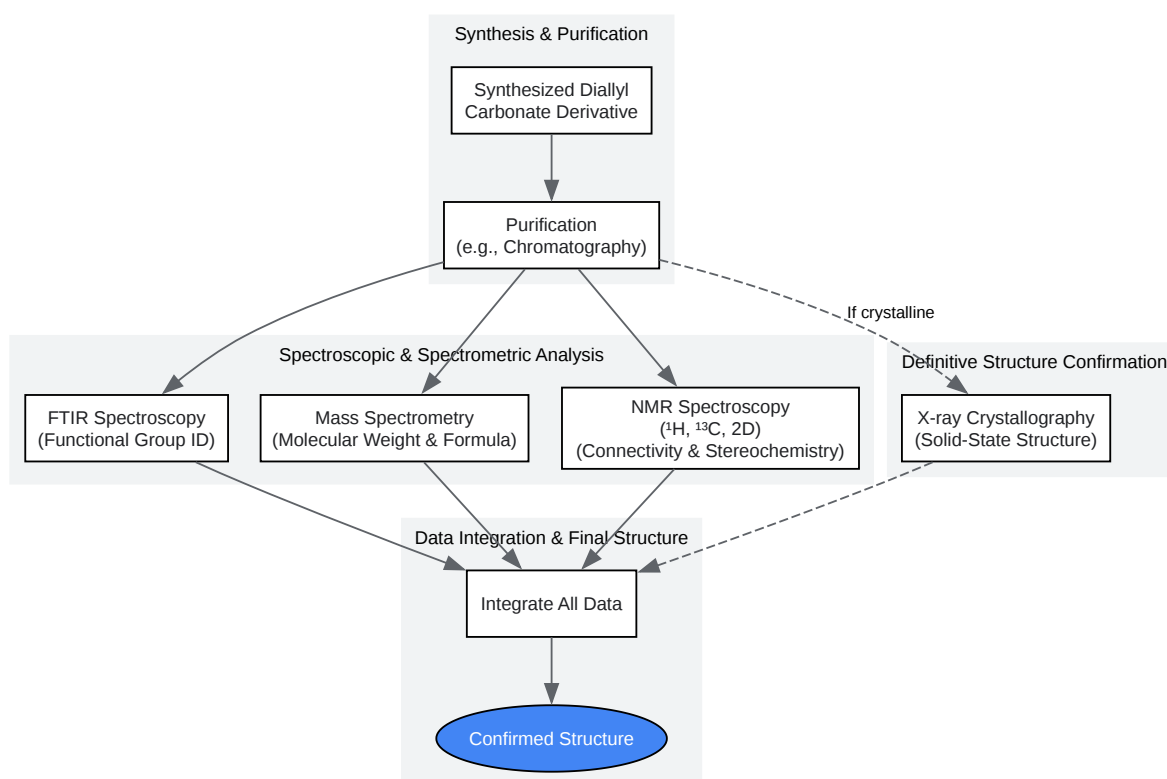 Synthesis & Purification
Synthesized Diallyl
Carbonate Derivative
Purification
(e.g., Chromatography)
If crystalline
Spectroscopic & Spectrometric Analysis
Definitive Structure Confirmation
FTIR Spectroscopy
(Functional Group ID)
Mass Spectrometry
(Molecular Weight & Formula)
NMR Spectroscopy
(¹H, ¹³C, 2D)
(Connectivity & Stereochemistry)
X-ray Crystallography
(Solid-State Structure)
Data Integration & Final Structure
Integrate All Data
Confirmed Structure